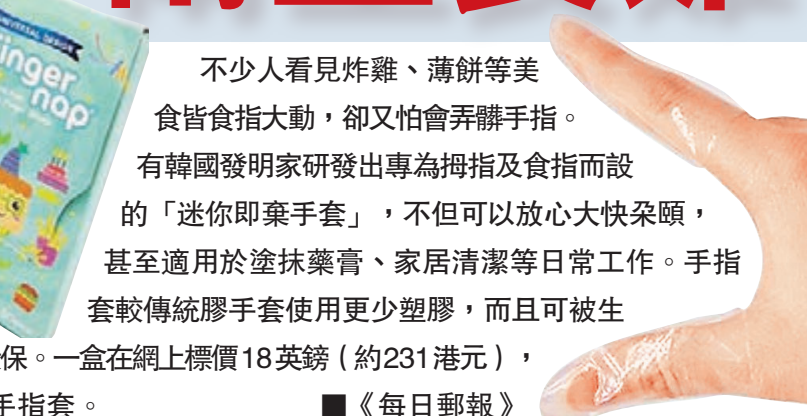 UNIVERSAL DESIGN
inger
nap
不少人看見炸雞、薄餅等美
食皆食指大動，卻又怕會弄髒手指。
有韓國發明家研發出專為拇指及食指而設
的「迷你即棄手套」，不但可以放心大快朵頤，
甚至適用於塗抹藥膏、家居清潔等日常工作。手指
套較傳統膠手套使用更少塑膠，而且可被生
保。一盒在網上標價18英鎊（約231港元），
手指套。
■《每日郵報》